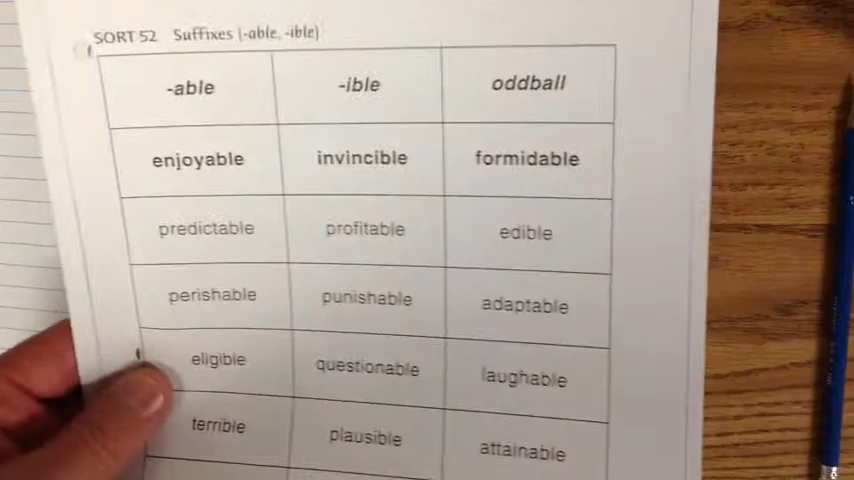 SORT 52 Suffixes (-able, -ible)
-able -ible oddball
enjoyable invincible formidable
predictable profitable edible
perishable punishable adaptable
eligible questionable laughable
terrible plausible attainable